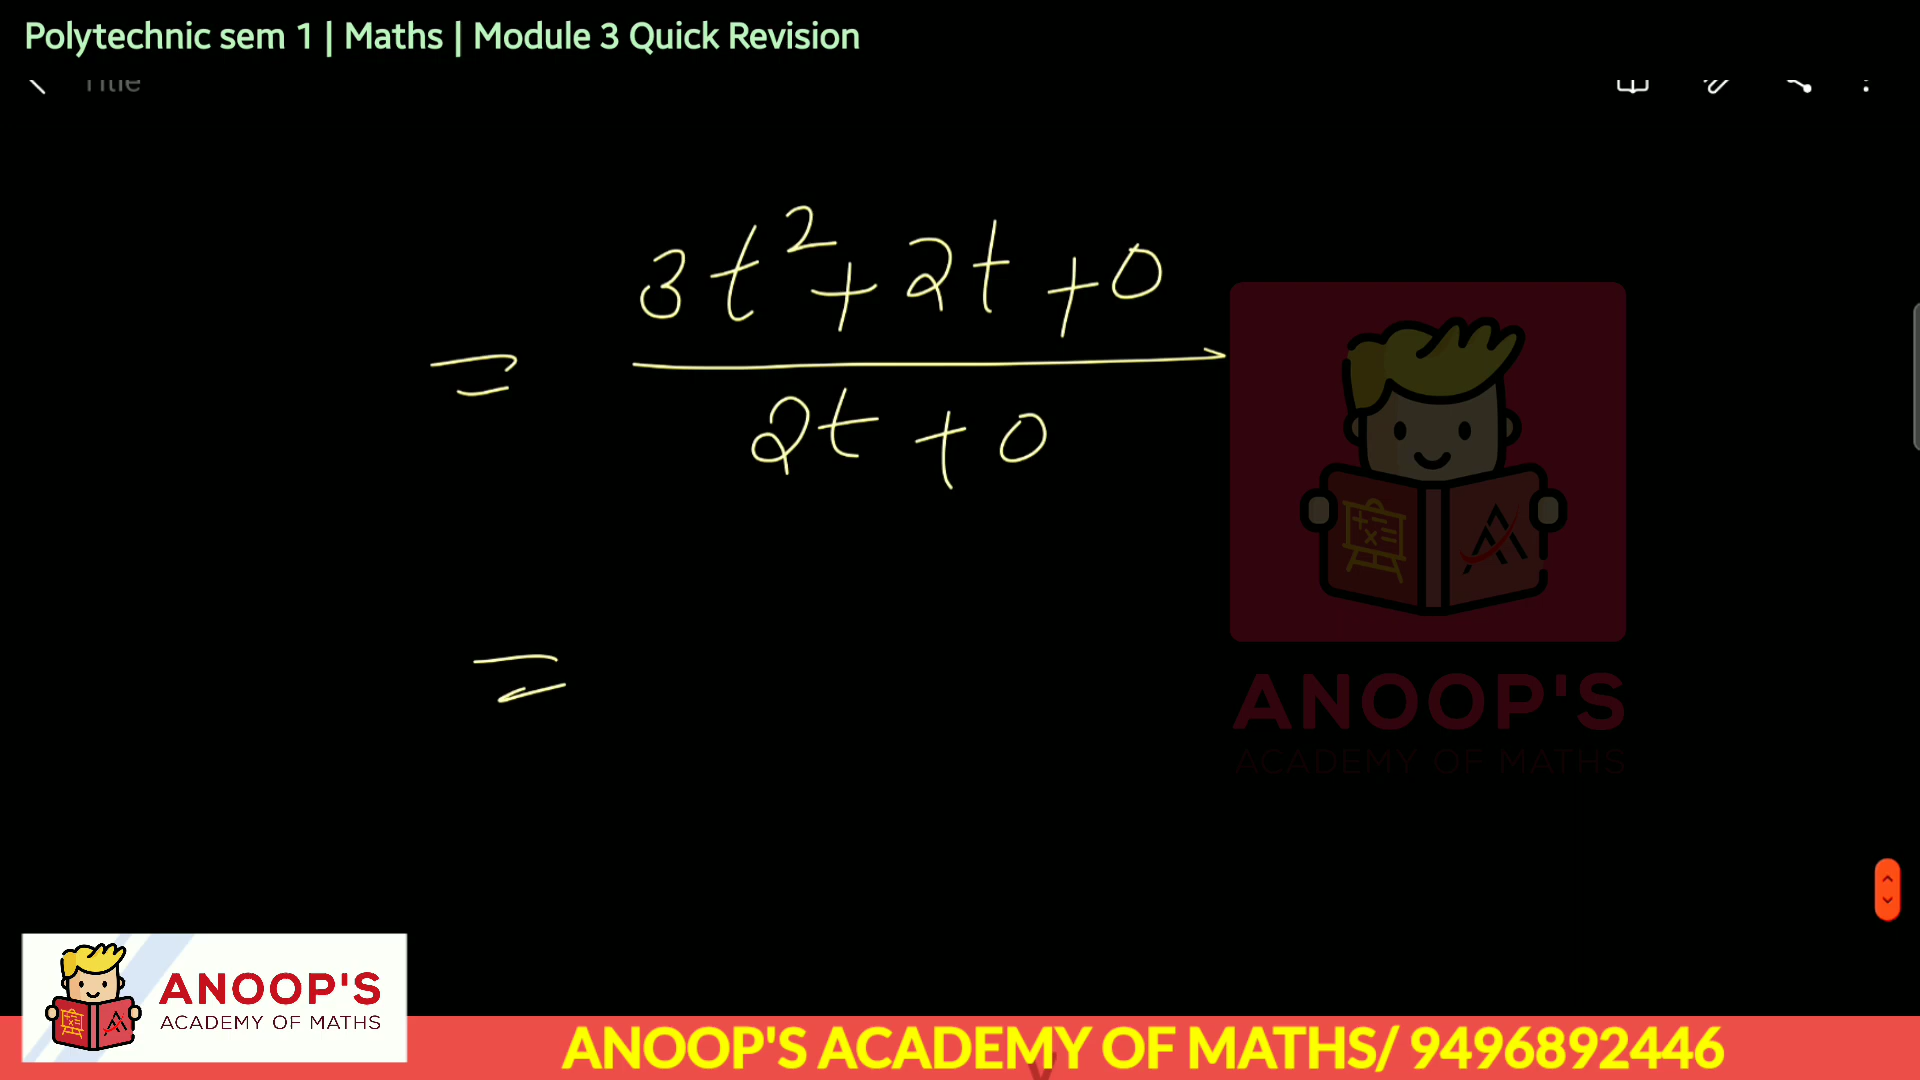 Polytechnic sem 1 | Maths | Module 3 Quick Revision
Title
= 3t² + 2t + 0
2t + 0
=
ANOOP'S
ACADEMY OF MATHS
ANOOP'S
ACADEMY OF MATHS
ANOOP'S ACADEMY OF MATHS/ 9496892446